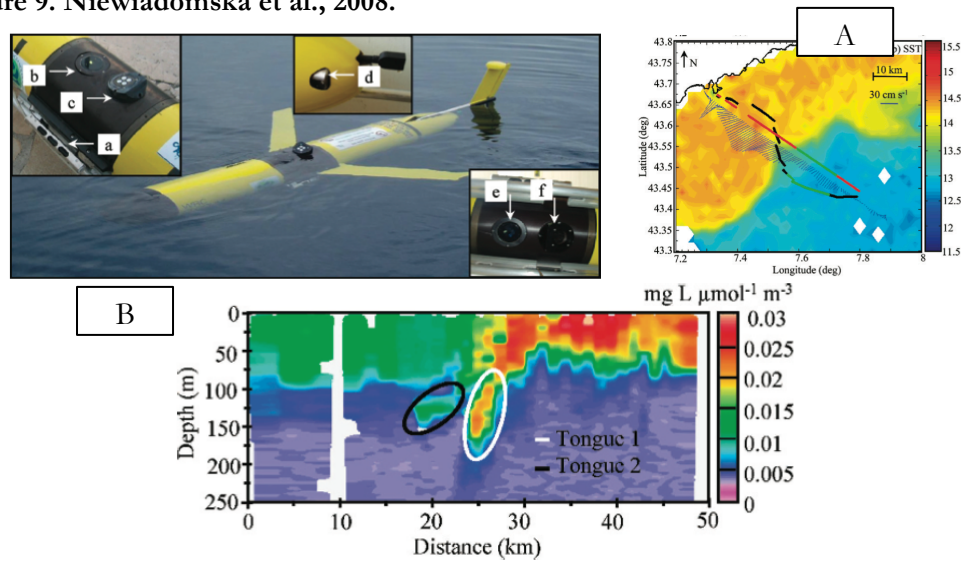 ure 9. Niewiadomska et al., 2008.
b
c
a
d
e
f
A
) SST
N
10 km
30 cm s⁻¹
Latitude (deg)
43.8
43.75
43.7
43.65
43.6
43.55
43.5
43.45
43.4
43.35
43.3
7.2
7.4
7.6
7.8
8
Longitude (deg)
15.5
15
14.5
14
13.5
13
12.5
12
11.5
B
mg L µmol⁻¹ m⁻³
Depth (m)
0
50
100
150
200
250
Tongue 1
Tongue 2
0
10
20
30
40
50
Distance (km)
0.03
0.025
0.02
0.015
0.01
0.005
0